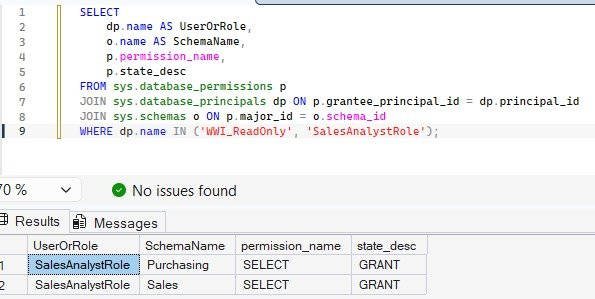 1 SELECT
2 dp.name AS UserOrRole,
3 o.name AS SchemaName,
4 p.permission_name,
5 p.state_desc
6 FROM sys.database_permissions p
7 JOIN sys.database_principals dp ON p.grantee_principal_id = dp.principal_id
8 JOIN sys.schemas o ON p.major_id = o.schema_id
9 WHERE dp.name IN ('WWI_ReadOnly', 'SalesAnalystRole');
70 % No issues found
Results Messages
UserOrRole SchemaName permission_name state_desc
1 SalesAnalystRole Purchasing SELECT GRANT
2 SalesAnalystRole Sales SELECT GRANT